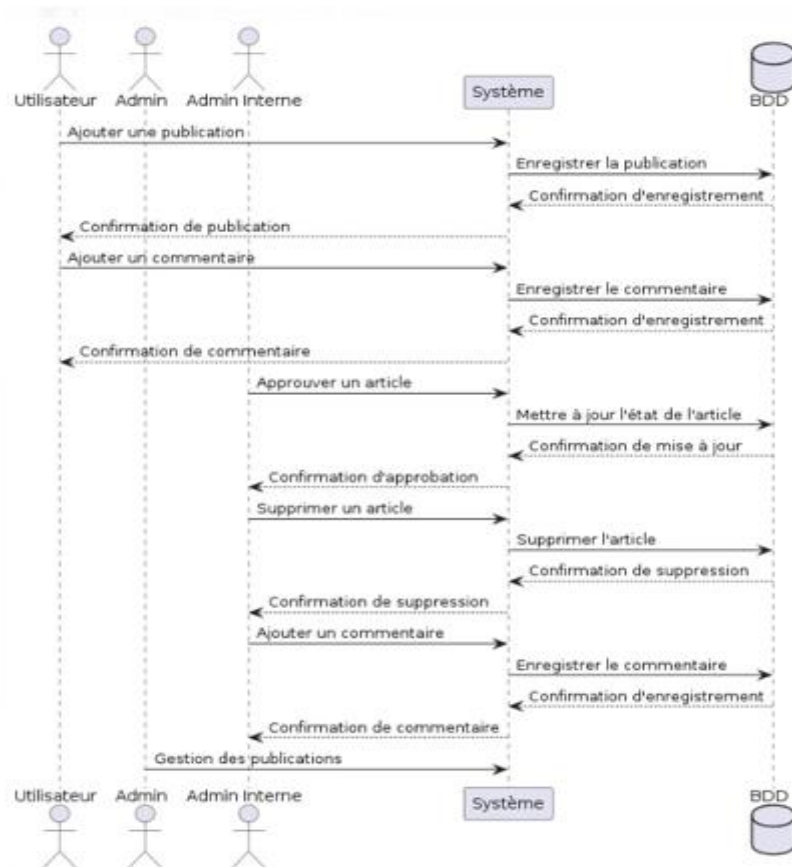 Utilisateur Admin Admin Interne Système BDD
Ajouter une publication
Enregistrer la publication
Confirmation d'enregistrement
Confirmation de publication
Ajouter un commentaire
Enregistrer le commentaire
Confirmation d'enregistrement
Confirmation de commentaire
Approuver un article
Mettre à jour l'état de l'article
Confirmation de mise à jour
Confirmation d'approbation
Supprimer un article
Supprimer l'article
Confirmation de suppression
Confirmation de suppression
Ajouter un commentaire
Enregistrer le commentaire
Confirmation d'enregistrement
Confirmation de commentaire
Gestion des publications
Utilisateur Admin Admin Interne Système BDD